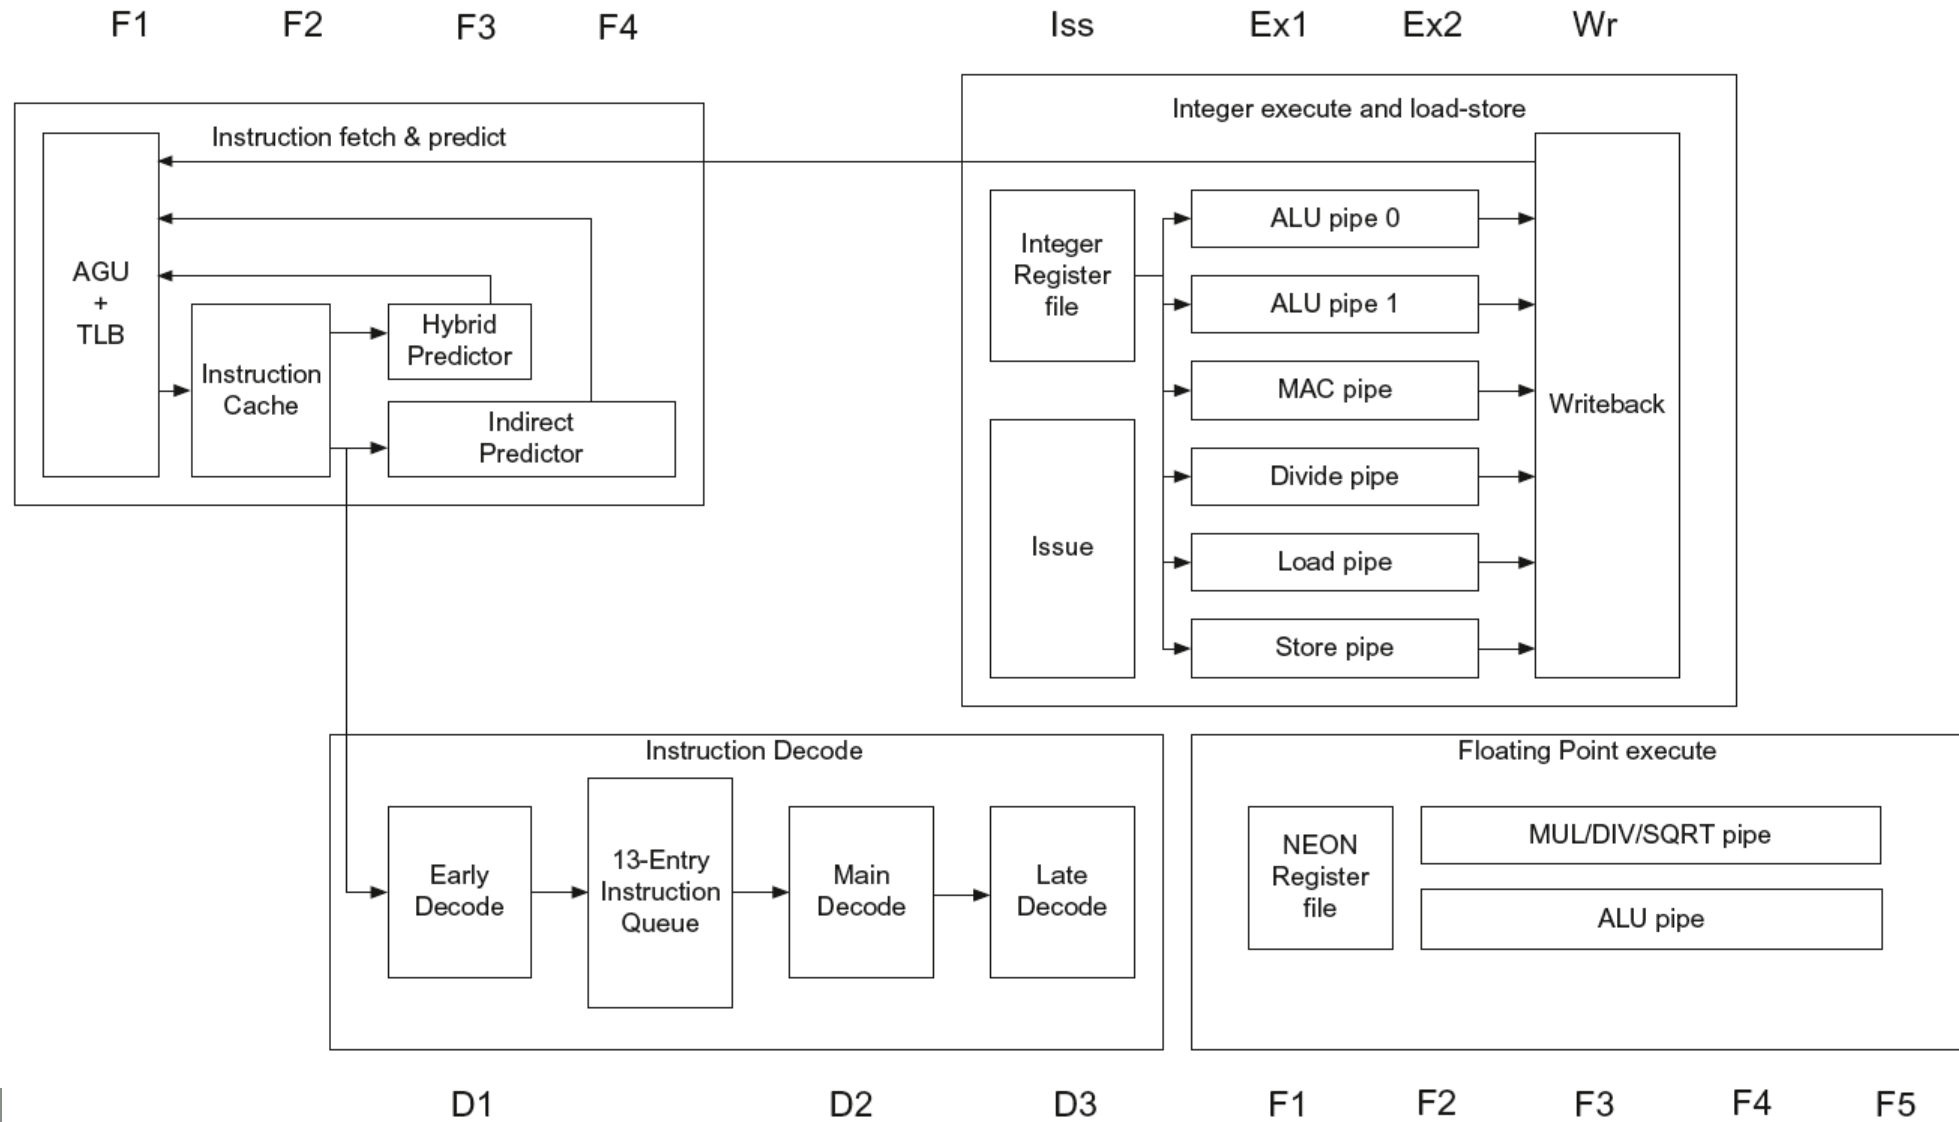 F1 F2 F3 F4 Iss Ex1 Ex2 Wr
Instruction fetch & predict
AGU
+
TLB
Instruction
Cache
Hybrid
Predictor
Indirect
Predictor
Integer execute and load-store
Integer
Register
file
Issue
ALU pipe 0
ALU pipe 1
MAC pipe
Divide pipe
Load pipe
Store pipe
Writeback
Instruction Decode
Early
Decode
13-Entry
Instruction
Queue
Main
Decode
Late
Decode
Floating Point execute
NEON
Register
file
MUL/DIV/SQRT pipe
ALU pipe
D1 D2 D3 F1 F2 F3 F4 F5